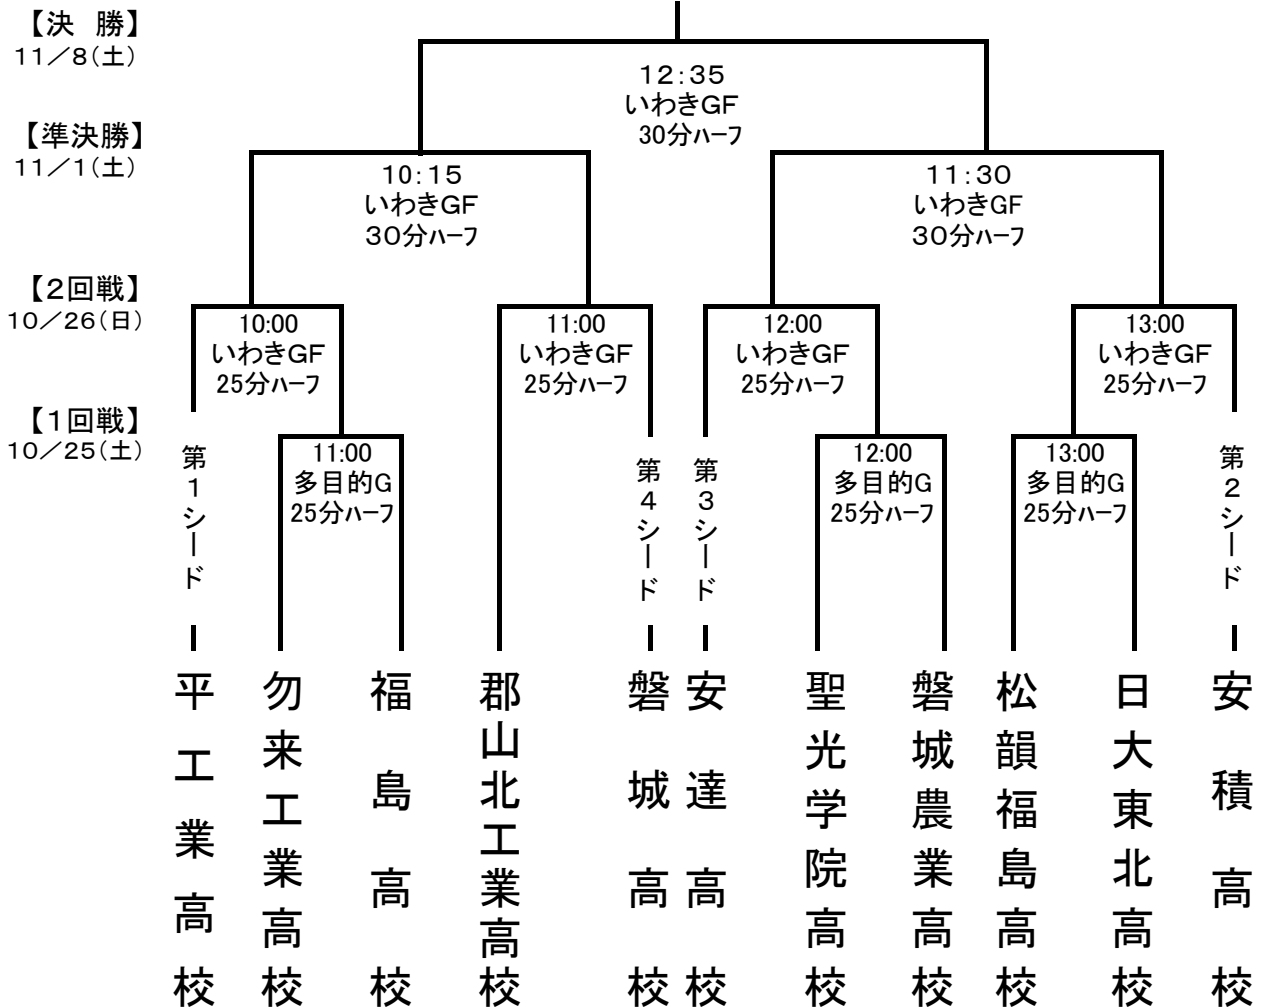 【決　勝】
11／8（土）
12：35
いわきGF
30分ハーフ
【準決勝】
11／1（土）
10：15
いわきGF
30分ハーフ
11：30
いわきGF
30分ハーフ
【2回戦】
10／26（日）
10:00
いわきGF
25分ハーフ
11:00
いわきGF
25分ハーフ
12:00
いわきGF
25分ハーフ
13:00
いわきGF
25分ハーフ
【1回戦】
10／25（土）
11:00
多目的G
25分ハーフ
12:00
多目的G
25分ハーフ
13:00
多目的G
25分ハーフ
第1シード
第4シード
第3シード
第2シード
平工業高校
勿来工業高校
福島高校
郡山北工業高校
磐城高校
安達高校
聖光学院高校
磐城農業高校
松韻福島高校
日大東北高校
安積高校